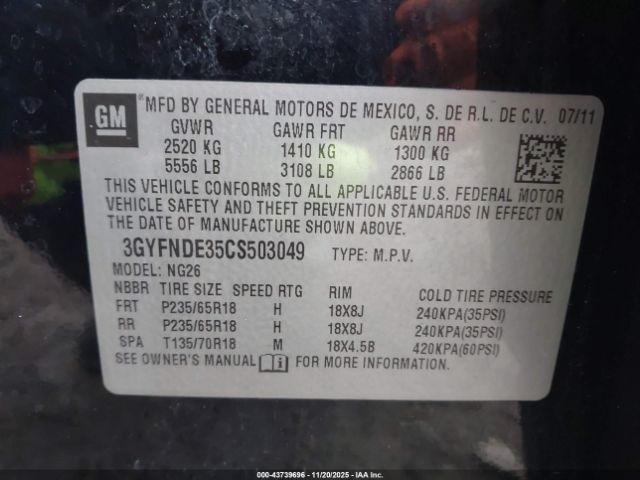 GM
MFD BY GENERAL MOTORS DE MEXICO, S. DE R.L. DE C.V. 07/11
GVWR GAWR FRT GAWR RR
2520 KG 1410 KG 1300 KG
5556 LB 3108 LB 2866 LB
THIS VEHICLE CONFORMS TO ALL APPLICABLE U.S. FEDERAL MOTOR
VEHICLE SAFETY AND THEFT PREVENTION STANDARDS IN EFFECT ON
THE DATE OF MANUFACTURE SHOWN ABOVE.
3GYFNDE35CS503049 TYPE: M.P.V.
MODEL: NG26
NBBR TIRE SIZE SPEED RTG RIM COLD TIRE PRESSURE
FRT P235/65R18 H 18X8J 240KPA(35PSI)
RR P235/65R18 H 18X8J 240KPA(35PSI)
SPA T135/70R18 M 18X4.5B 420KPA(60PSI)
SEE OWNER'S MANUAL i FOR MORE INFORMATION.
000-43739696 - 11/20/2025 - IAAI.COM INC.